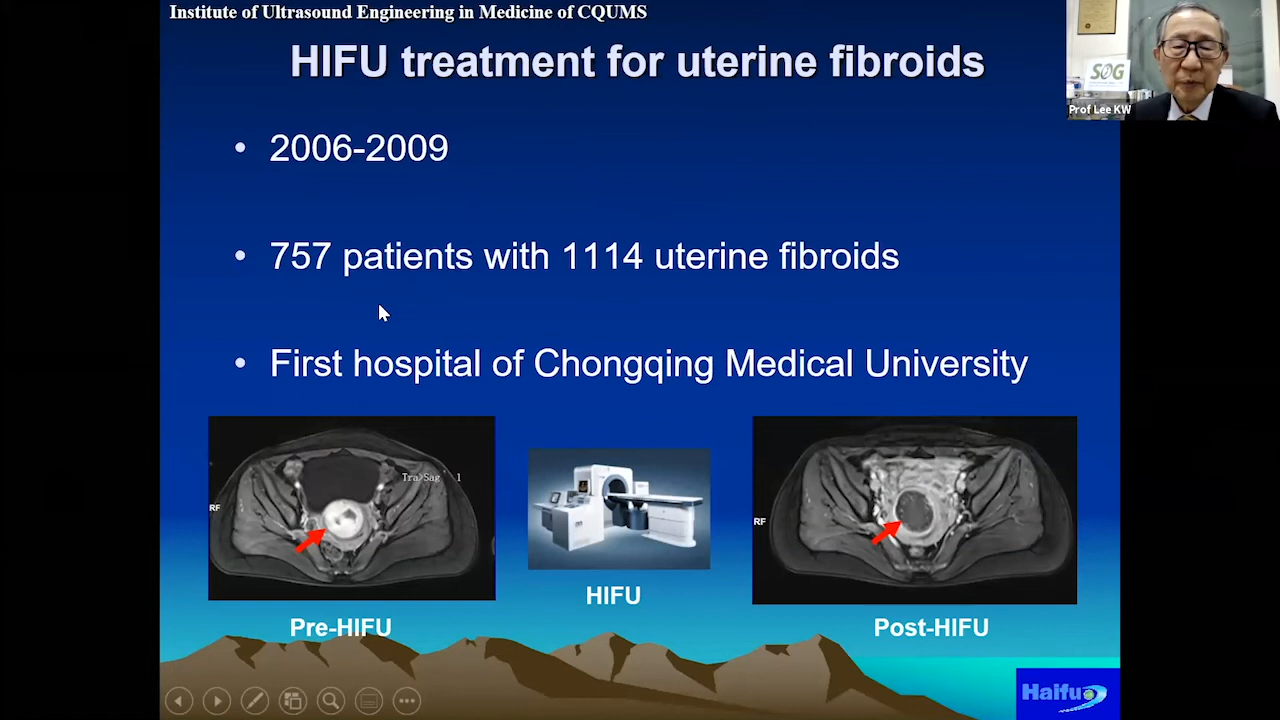 Institute of Ultrasound Engineering in Medicine of CQUMS
HIFU treatment for uterine fibroids
SOG
Prof Lee KW
• 2006-2009
• 757 patients with 1114 uterine fibroids
• First hospital of Chongqing Medical University
Tra>Sag 1
RF
RF
HIFU
Pre-HIFU
Post-HIFU
Haifu